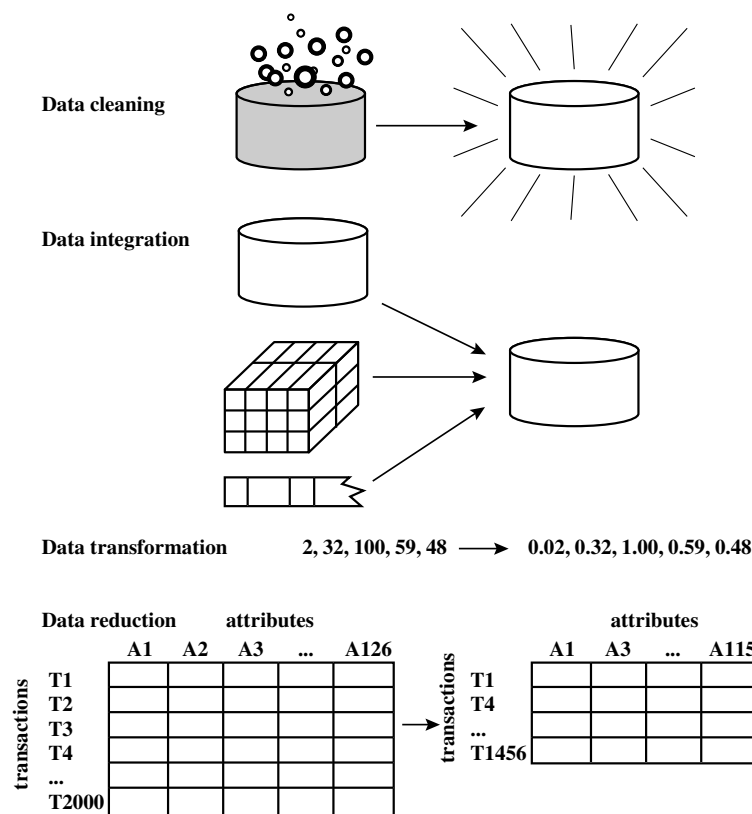 Data cleaning
Data integration
Data transformation 2, 32, 100, 59, 48 0.02, 0.32, 1.00, 0.59, 0.48
Data reduction attributes attributes
A1 A2 A3 ... A126 A1 A3 ... A115
transactions
T1
T2
T3
T4
...
T2000
transactions
T1
T4
...
T1456